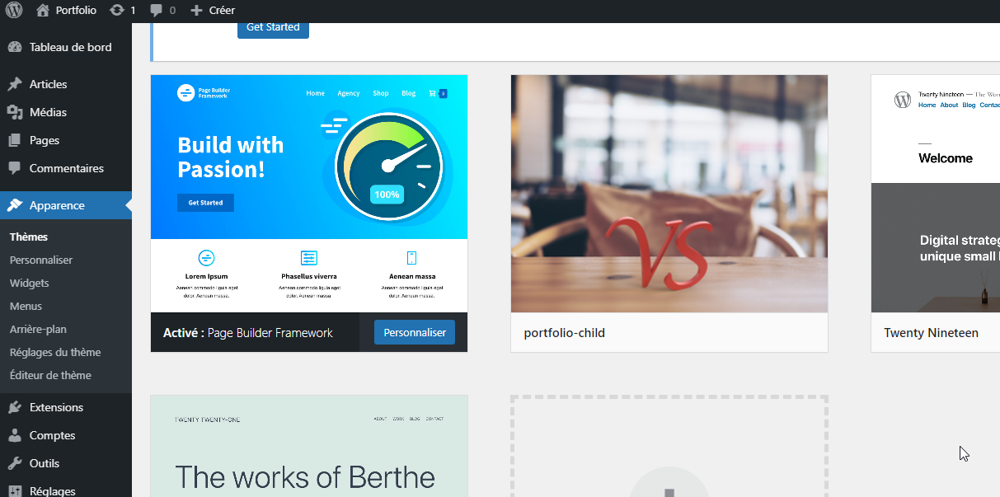 Portfolio 1 0 Créer
Tableau de bord
Articles
Médias
Pages
Commentaires
Apparence
Thèmes
Personnaliser
Widgets
Menus
Arrière-plan
Réglages du thème
Éditeur de thème
Extensions
Comptes
Outils
Réglages
Get Started
Page Builder
Framework
Home Agency Shop Blog 0
Build with
Passion!
Get Started
100%
Lorem Ipsum
Aenean commodo ligula eget
dolor. Aenean massa.
Phasellus viverra
Aenean commodo ligula eget
dolor. Aenean massa.
Aenean massa
Aenean commodo ligula eget
dolor. Aenean massa.
Activé : Page Builder Framework
Personnaliser
VS
portfolio-child
Twenty Nineteen — The Wor
Home About Blog Contac
Welcome
Digital strateg
unique small
Twenty Nineteen
TWENTY TWENTY-ONE
ABOUT WORK BLOG CONTACT
The works of Berthe